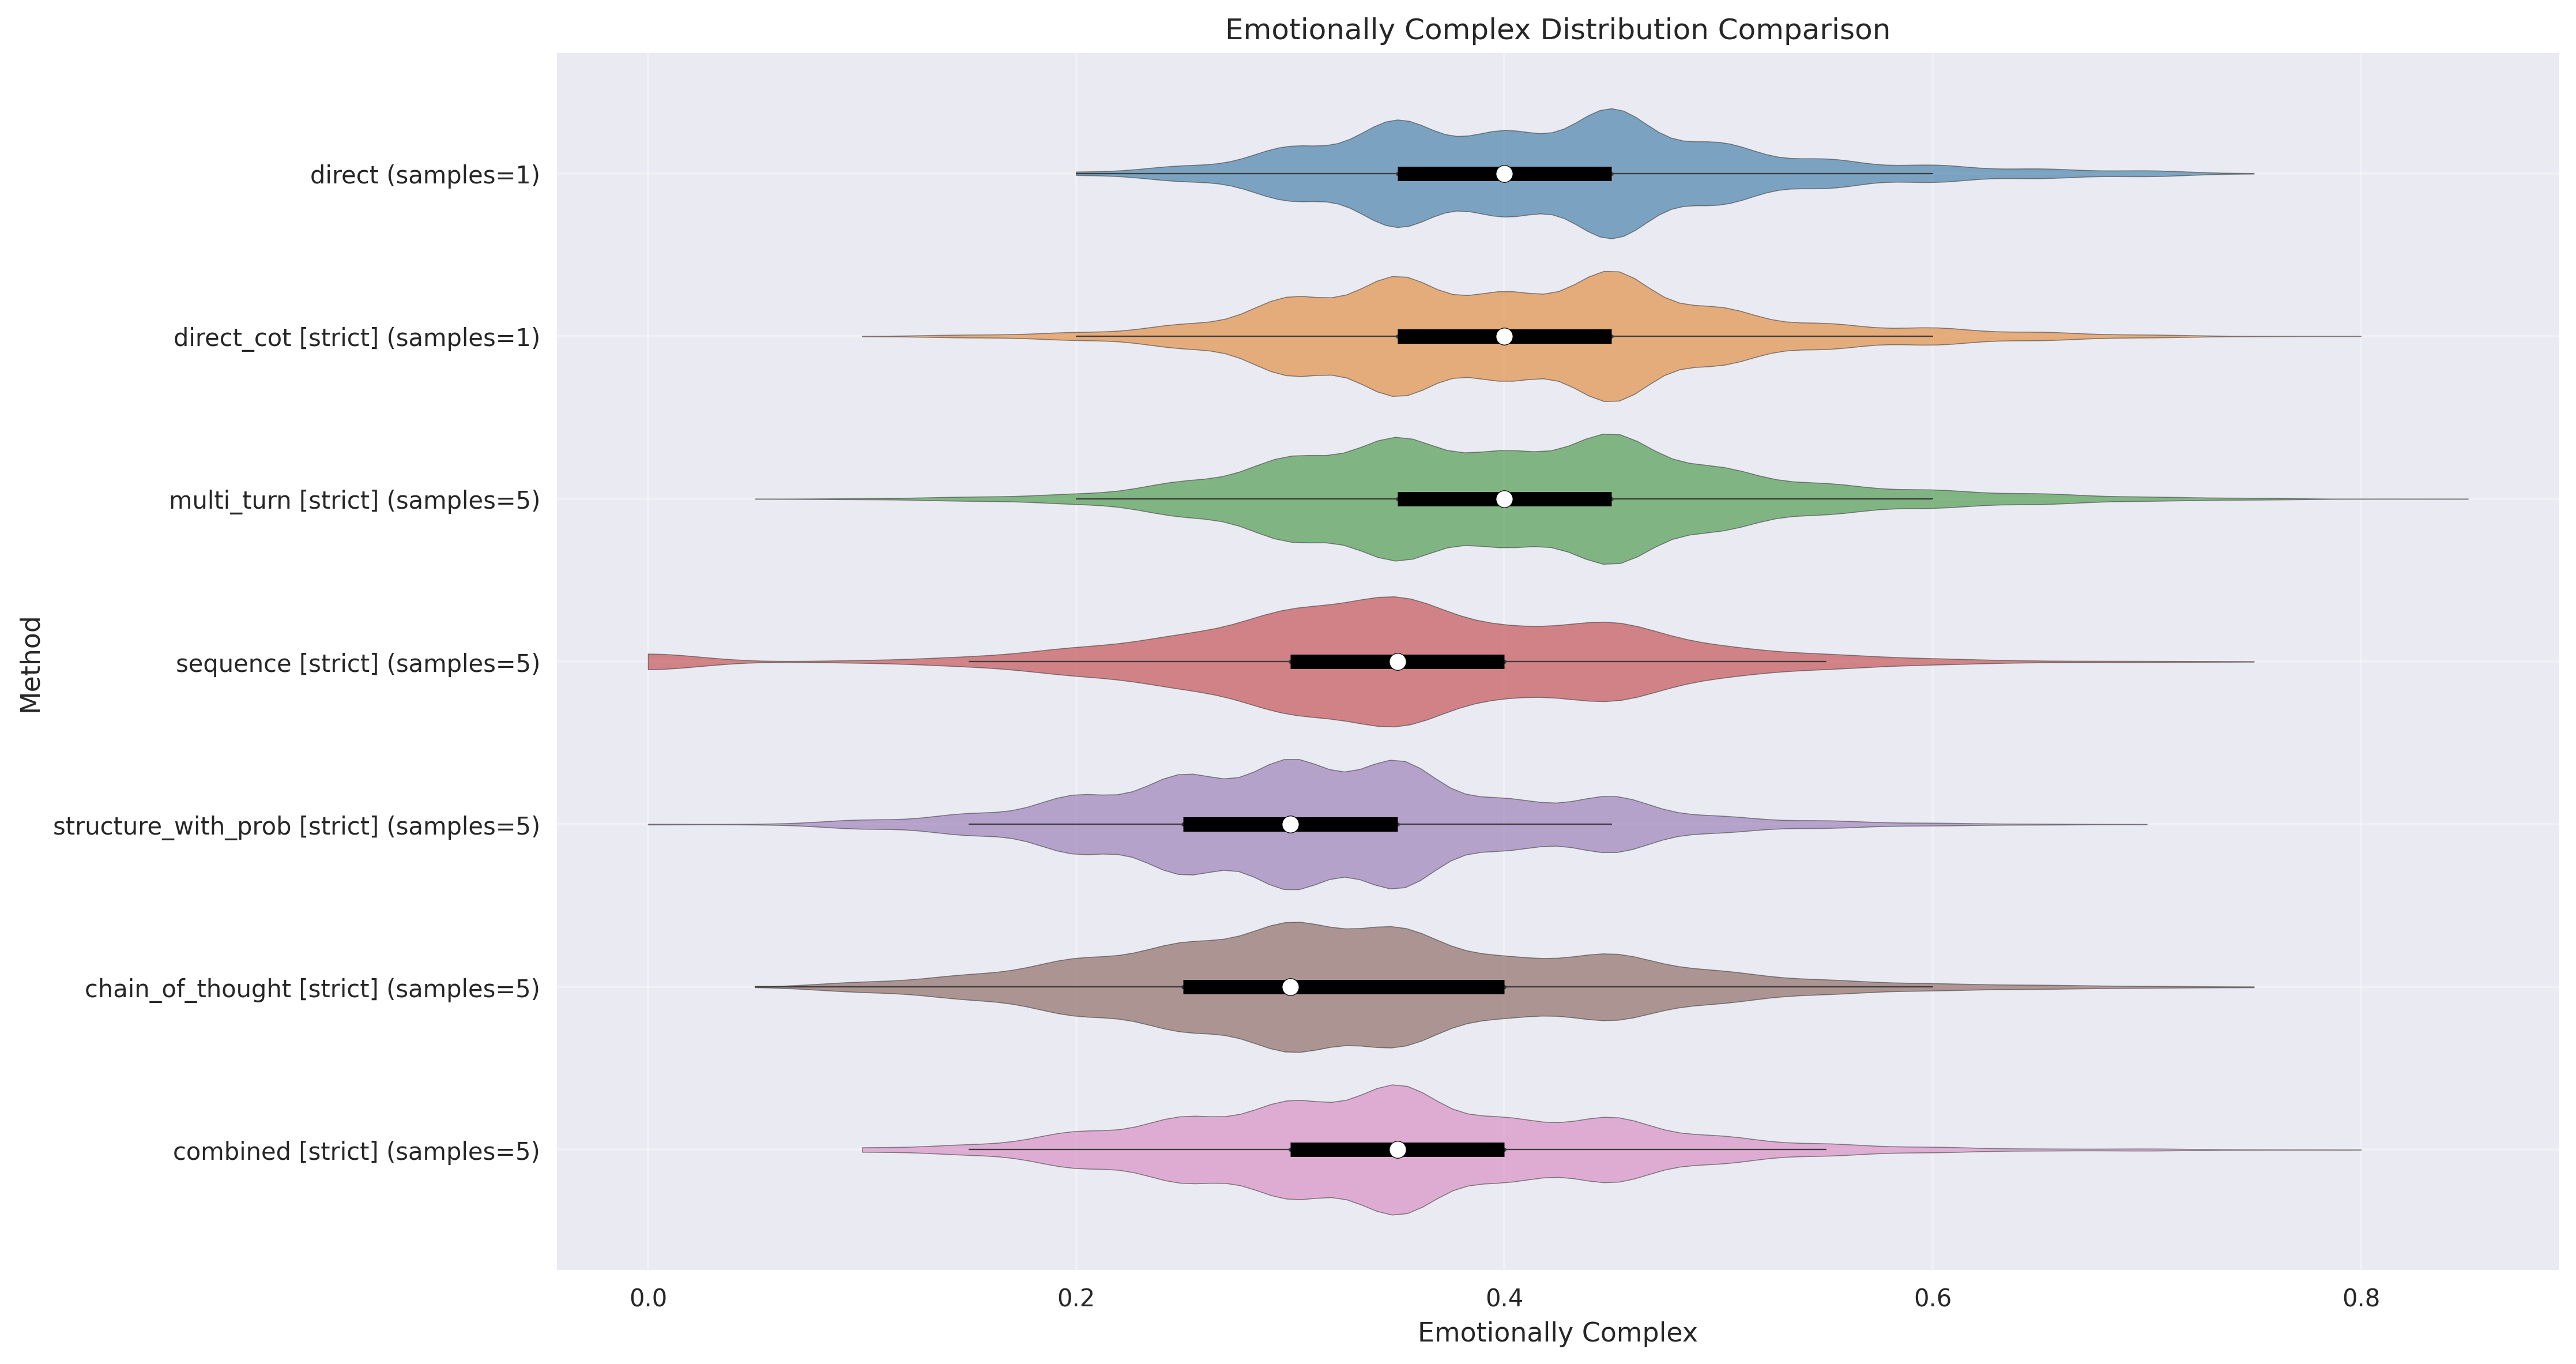 Emotionally Complex Distribution Comparison
Method
direct (samples=1)
direct_cot [strict] (samples=1)
multi_turn [strict] (samples=5)
sequence [strict] (samples=5)
structure_with_prob [strict] (samples=5)
chain_of_thought [strict] (samples=5)
combined [strict] (samples=5)
0.0 0.2 0.4 0.6 0.8
Emotionally Complex